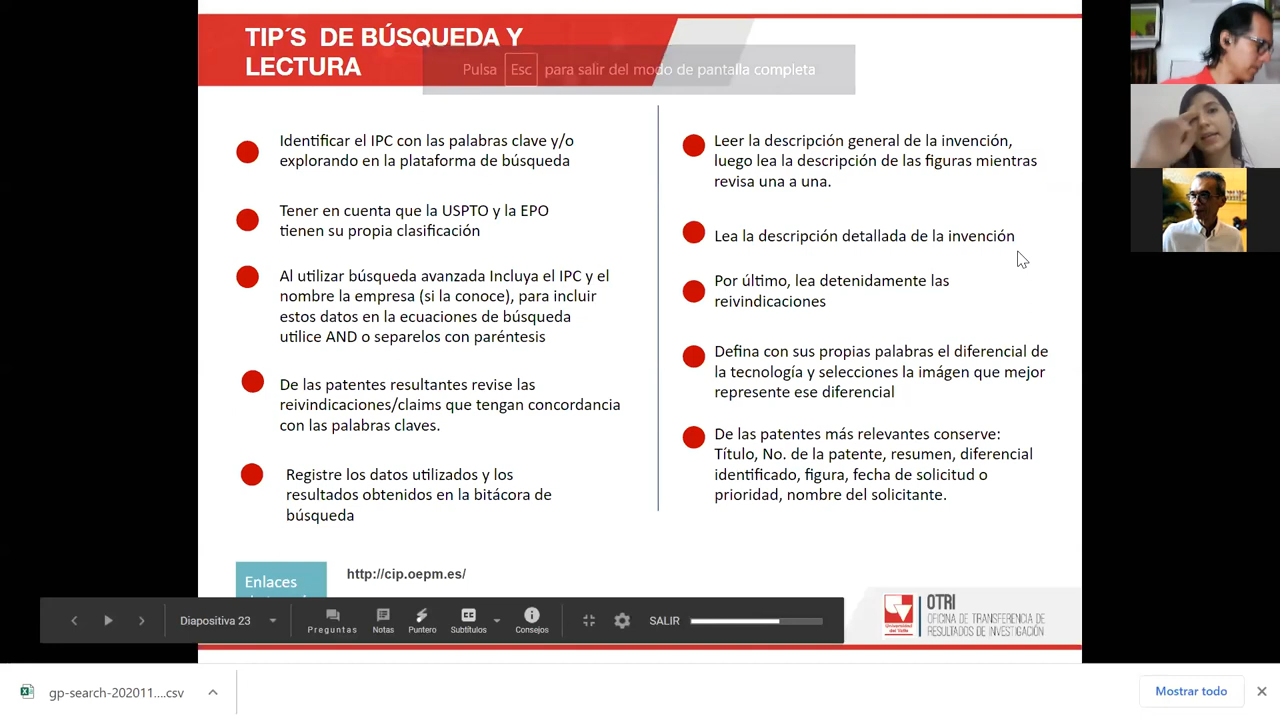 TIP´S DE BÚSQUEDA Y
LECTURA
Pulsa Esc para salir del modo de pantalla completa
Identificar el IPC con las palabras clave y/o
explorando en la plataforma de búsqueda
Tener en cuenta que la USPTO y la EPO
tienen su propia clasificación
Al utilizar búsqueda avanzada Incluya el IPC y el
nombre la empresa (si la conoce), para incluir
estos datos en la ecuaciones de búsqueda
utilice AND o separelos con paréntesis
De las patentes resultantes revise las
reivindicaciones/claims que tengan concordancia
con las palabras claves.
Registre los datos utilizados y los
resultados obtenidos en la bitácora de
búsqueda
Leer la descripción general de la invención,
luego lea la descripción de las figuras mientras
revisa una a una.
Lea la descripción detallada de la invención
Por último, lea detenidamente las
reivindicaciones
Defina con sus propias palabras el diferencial de
la tecnología y selecciones la imágen que mejor
represente ese diferencial
De las patentes más relevantes conserve:
Título, No. de la patente, resumen, diferencial
identificado, figura, fecha de solicitud o
prioridad, nombre del solicitante.
Enlaces
http://cip.oepm.es/
Diapositiva 23
Preguntas
Notas
Puntero
CC
Subtítulos
Consejos
SALIR
Universidad
del Valle
OTRI
OFICINA DE TRANSFERENCIA DE
RESULTADOS DE INVESTIGACIÓN
gp-search-202011....csv
Mostrar todo